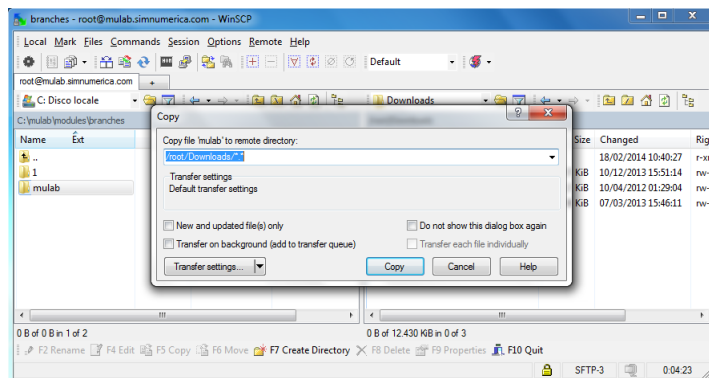 branches - root@mulab.simnumerica.com - WinSCP
Local Mark Files Commands Session Options Remote Help
Default
root@mulab.simnumerica.com
C: Disco locale
Downloads
C:\mulab\modules\branches
Name Ext
Size Changed
..
18/02/2014 10:40:27 r-x
1
KiB 10/12/2013 15:51:14 rw-
mulab
KiB 10/04/2012 01:29:04 rw-
07/03/2013 15:46:11 rw-
Copy
Copy file 'mulab' to remote directory:
/root/Downloads/*.*
Transfer settings
Default transfer settings
New and updated file(s) only
Do not show this dialog box again
Transfer on background (add to transfer queue)
Transfer each file individually
Transfer settings...
Copy
Cancel
Help
0 B of 0 B in 1 of 2
0 B of 12.430 KiB in 0 of 3
F2 Rename F4 Edit F5 Copy F6 Move F7 Create Directory F8 Delete F9 Properties F10 Quit
SFTP-3 0:04:23